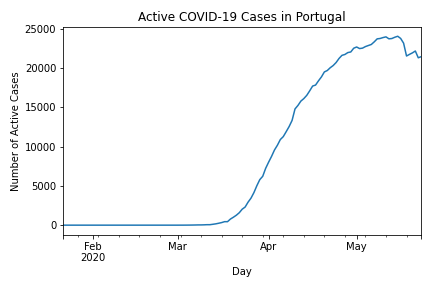 Active COVID-19 Cases in Portugal
25000
20000
15000
10000
5000
0
Number of Active Cases
Feb
2020
Mar
Apr
May
Day